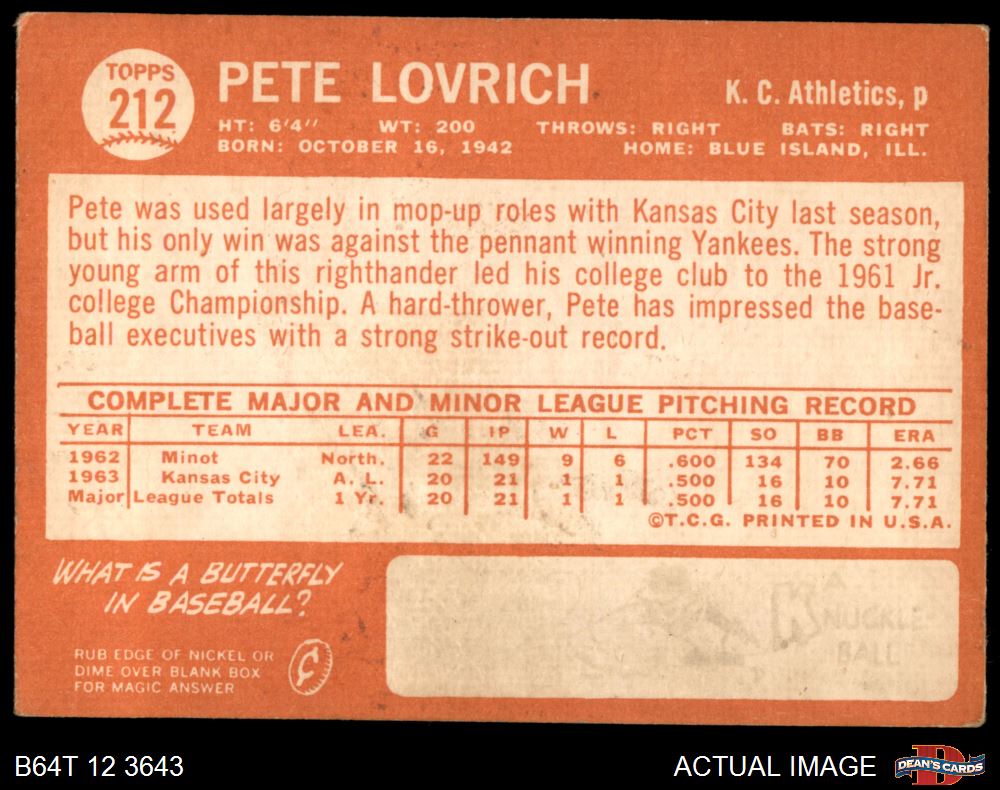 TOPPS
212
PETE LOVRICH
K. C. Athletics, p
HT: 6'4" WT: 200 THROWS: RIGHT BATS: RIGHT
BORN: OCTOBER 16, 1942 HOME: BLUE ISLAND, ILL.
Pete was used largely in mop-up roles with Kansas City last season,
but his only win was against the pennant winning Yankees. The strong
young arm of this righthander led his college club to the 1961 Jr.
college Championship. A hard-thrower, Pete has impressed the base-
ball executives with a strong strike-out record.
COMPLETE MAJOR AND MINOR LEAGUE PITCHING RECORD
YEAR TEAM LEA. G IP W L PCT SO BB ERA
1962 Minot North. 22 149 9 6 .600 134 70 2.66
1963 Kansas City A. L. 20 21 1 1 .500 16 10 7.71
Major League Totals 1 Yr. 20 21 1 1 .500 16 10 7.71
©T.C.G. PRINTED IN U.S.A.
WHAT IS A BUTTERFLY
IN BASEBALL?
RUB EDGE OF NICKEL OR
DIME OVER BLANK BOX
FOR MAGIC ANSWER
¢
A
KNUCKLE-
BALL
B64T 12 3643
ACTUAL IMAGE
D
DEAN'S CARDS